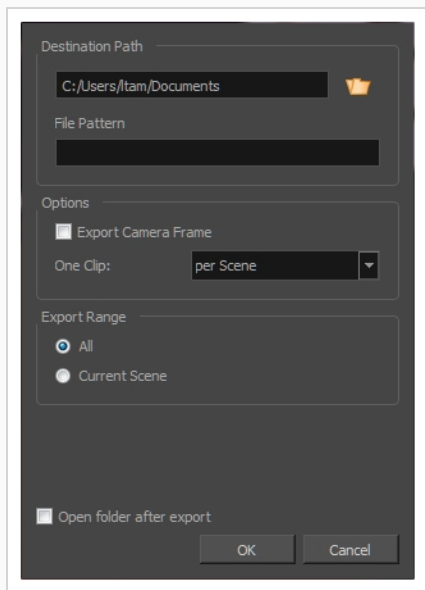 Destination Path
C:/Users/ltam/Documents
File Pattern
Options
Export Camera Frame
One Clip: per Scene
Export Range
All
Current Scene
Open folder after export
OK Cancel